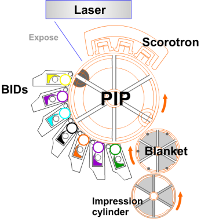 Laser
Expose
Scorotron
BIDs
PIP
Blanket
Impression
cylinder